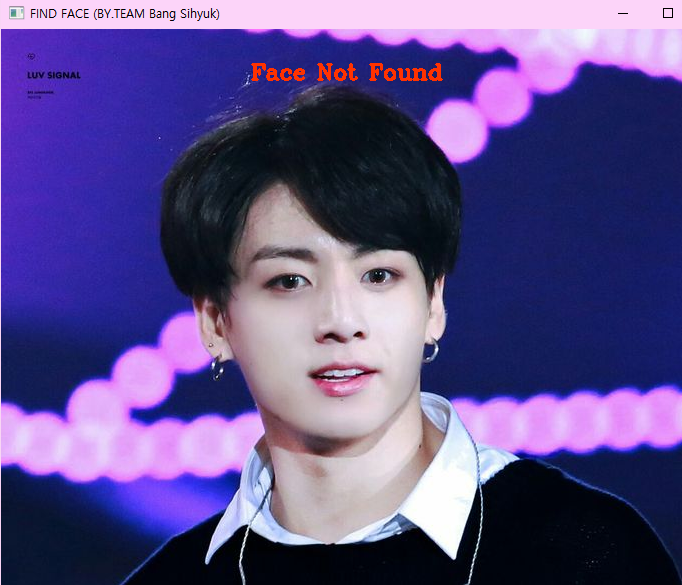 FIND FACE (BY.TEAM Bang Sihyuk)
Face Not Found
LUV SIGNAL